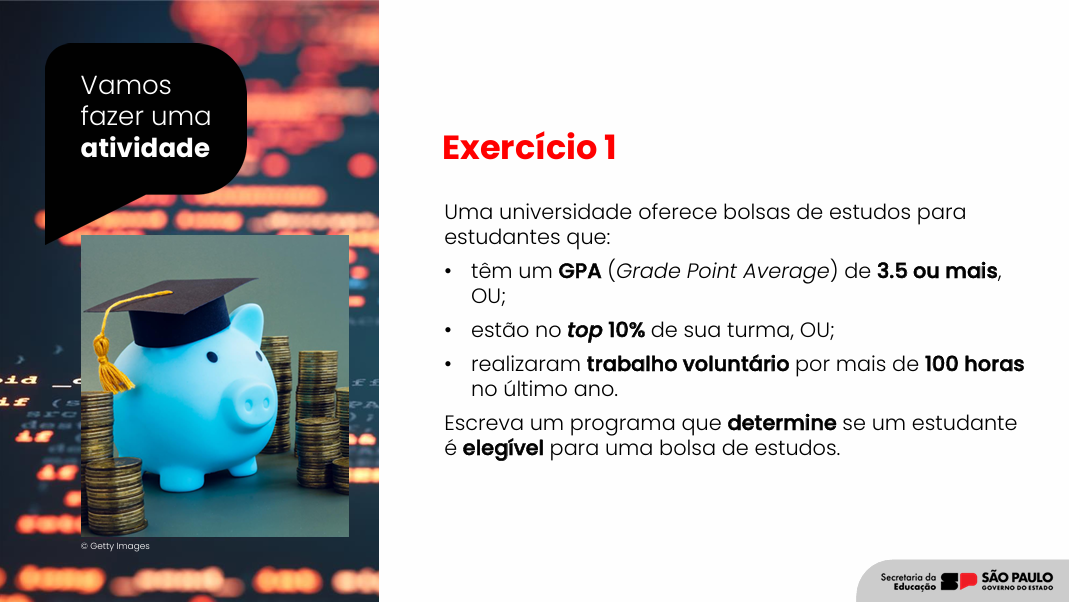 Vamos
fazer uma
atividade
© Getty Images
Exercício 1
Uma universidade oferece bolsas de estudos para
estudantes que:
• têm um GPA (Grade Point Average) de 3.5 ou mais,
OU;
• estão no top 10% de sua turma, OU;
• realizaram trabalho voluntário por mais de 100 horas
no último ano.
Escreva um programa que determine se um estudante
é elegível para uma bolsa de estudos.
Secretaria da
Educação
SÃO PAULO
GOVERNO DO ESTADO